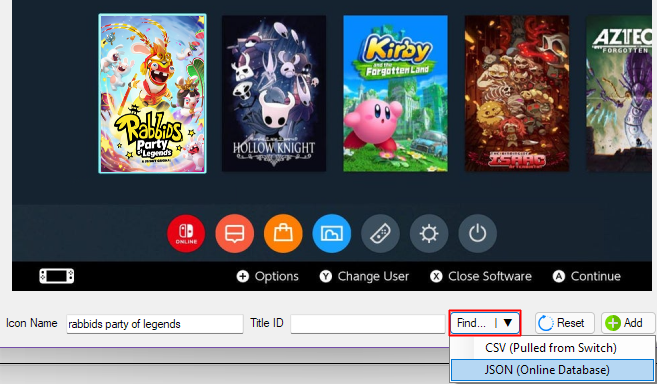 Rabbids
Party
of Legends
HOLLOW KNIGHT
Kirby
and the
Forgotten Land
ISAAC
AZTEC
FORGOTTEN
ONLINE
Options
Y Change User
X Close Software
A Continue
Icon Name
rabbids party of legends
Title ID
Find...
Reset
Add
CSV (Pulled from Switch)
JSON (Online Database)